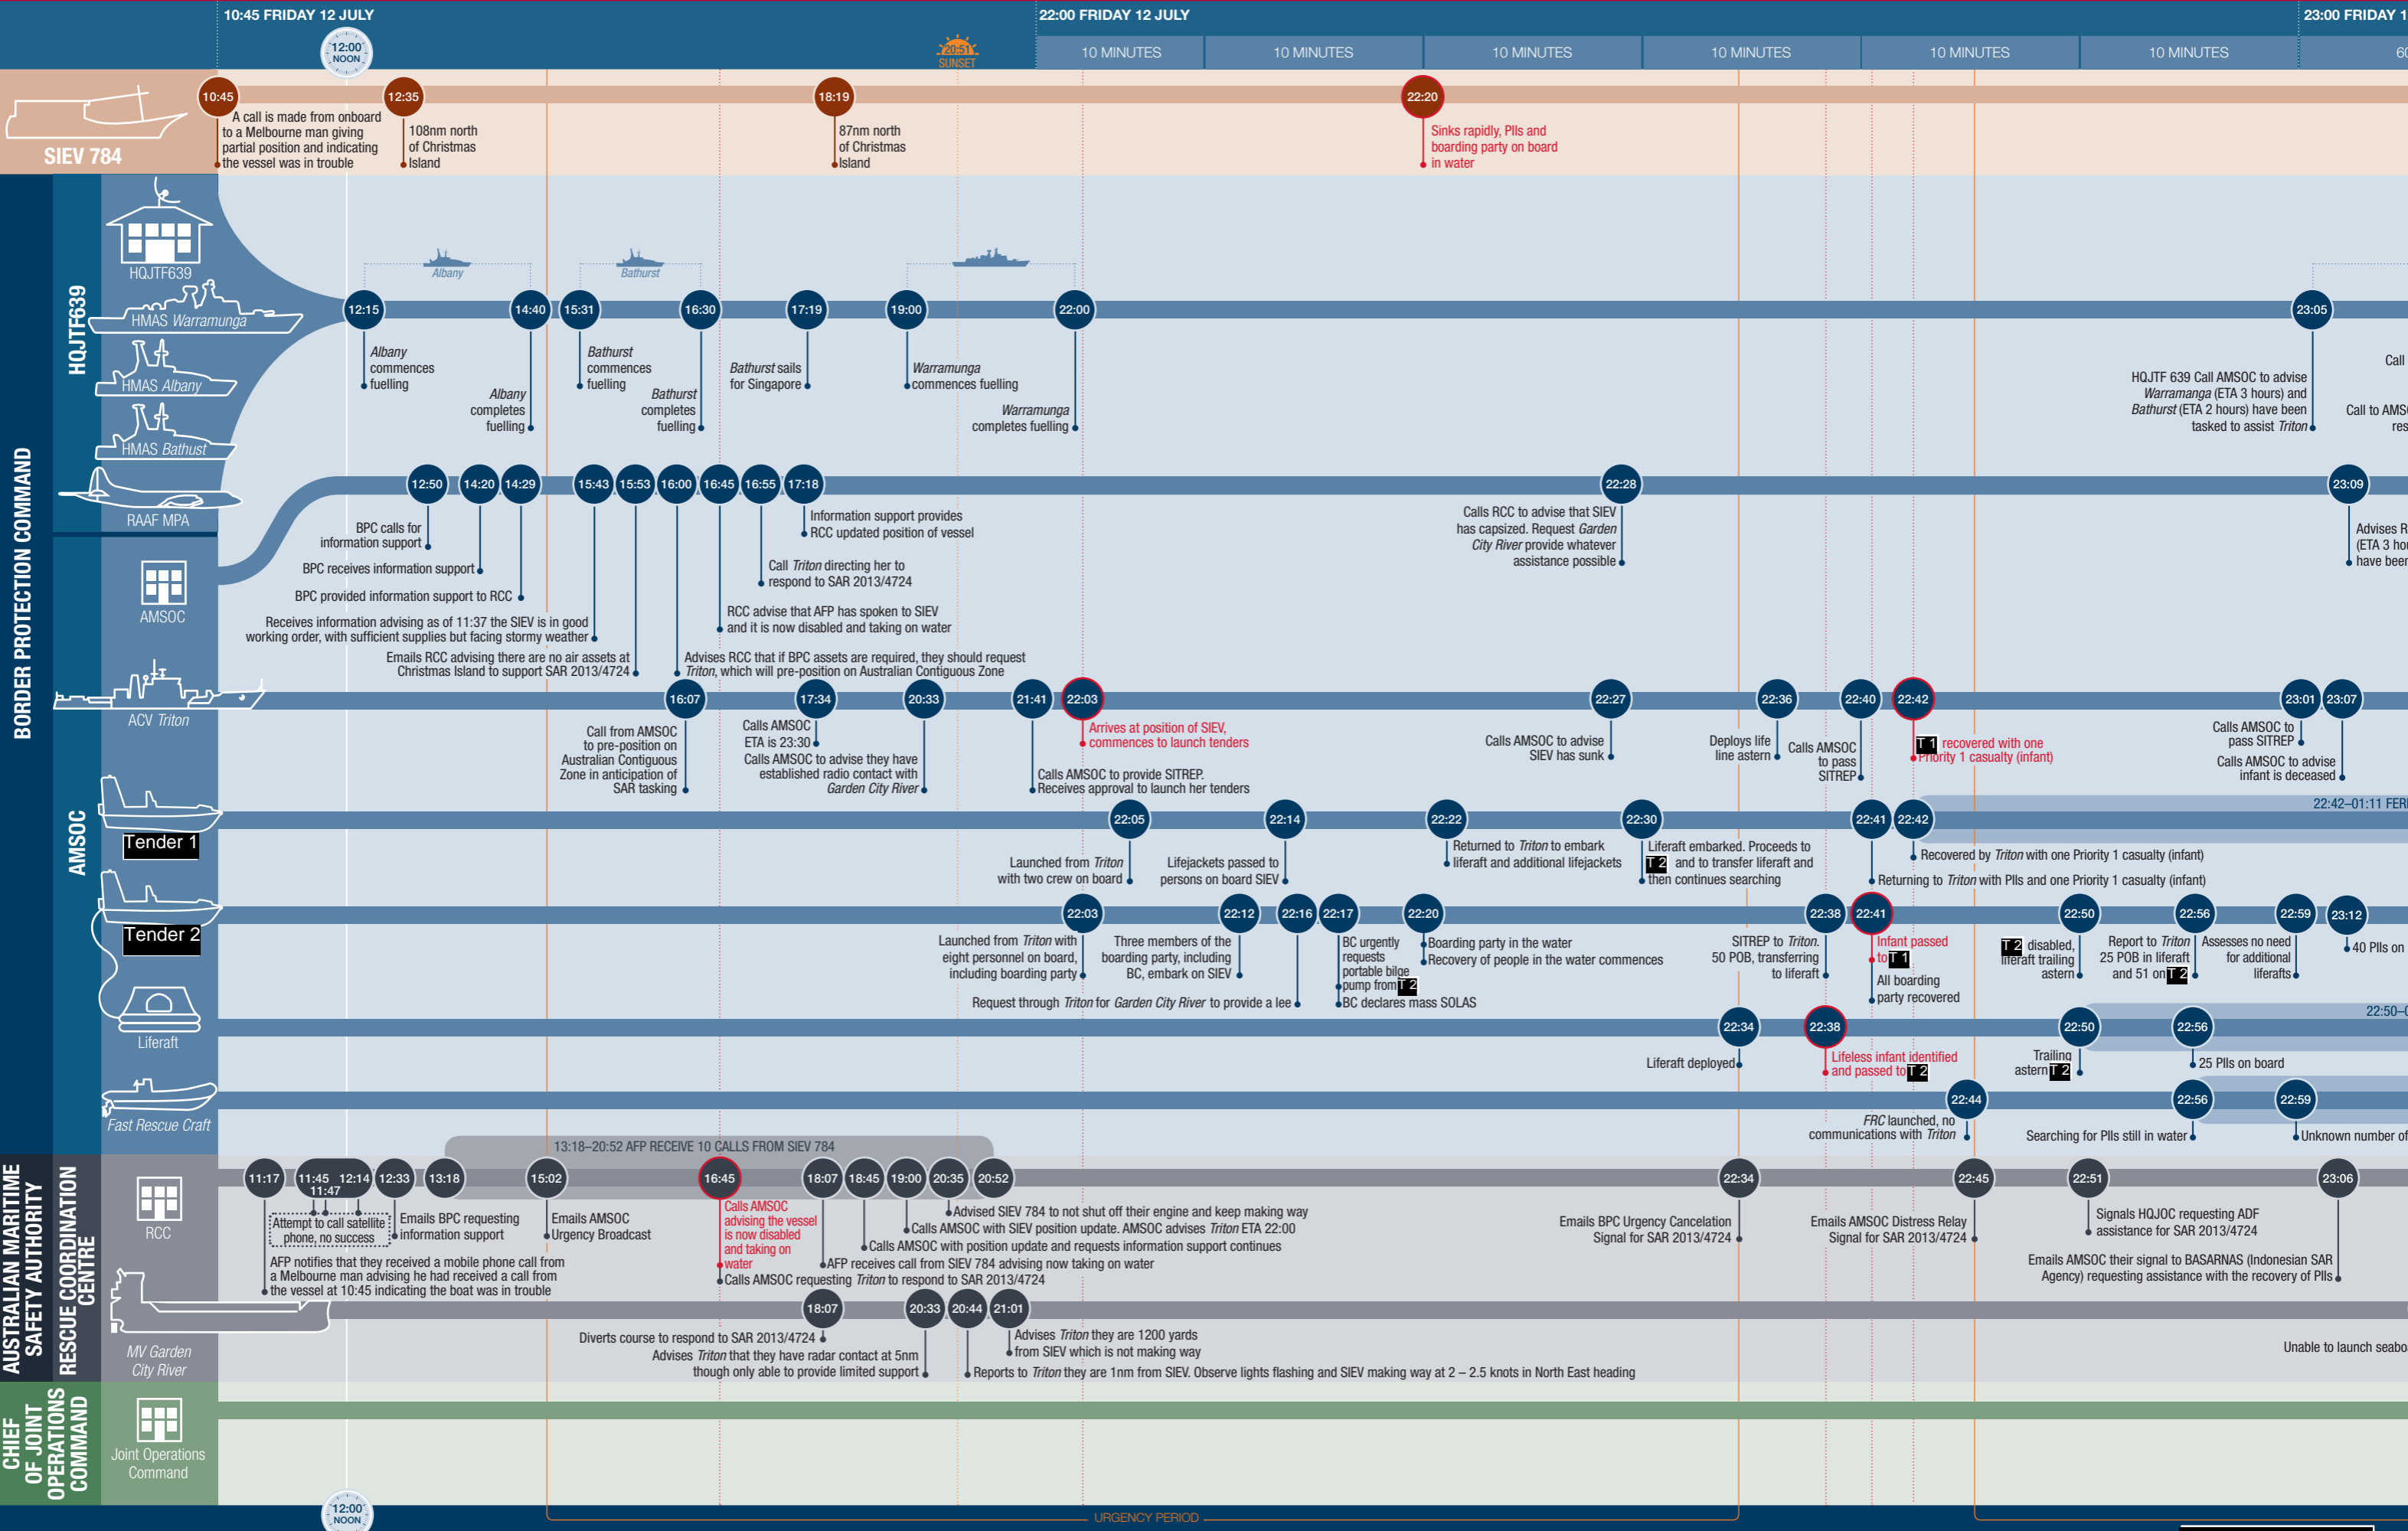 10:45 FRIDAY 12 JULY
22:00 FRIDAY 12 JULY
23:00 FRIDAY 1
12:00
NOON
20:51
SUNSET
10 MINUTES
10 MINUTES
10 MINUTES
10 MINUTES
10 MINUTES
10 MINUTES
60
SIEV 784
10:45
12:35
18:19
22:20
A call is made from onboard
to a Melbourne man giving
partial position and indicating
the vessel was in trouble
108nm north
of Christmas
Island
87nm north
of Christmas
Island
Sinks rapidly, PIIs and
boarding party on board
in water
BORDER PROTECTION COMMAND
HQJTF639
HQJTF639
HMAS Warramunga
HMAS Albany
HMAS Bathust
RAAF MPA
Albany
Bathurst
12:15
14:40
15:31
16:30
17:19
19:00
22:00
23:05
Albany
commences
fuelling
Albany
completes
fuelling
Bathurst
commences
fuelling
Bathurst
completes
fuelling
Bathurst sails
for Singapore
Warramunga
commences fuelling
Warramunga
completes fuelling
HQJTF 639 Call AMSOC to advise
Warramanga (ETA 3 hours) and
Bathurst (ETA 2 hours) have been
tasked to assist Triton
Call
Call to AMSO
res
AMSOC
AMSOC
12:50
14:20
14:29
15:43
15:53
16:00
16:45
16:55
17:18
22:28
23:09
BPC calls for
information support
BPC receives information support
BPC provided information support to RCC
Receives information advising as of 11:37 the SIEV is in good
working order, with sufficient supplies but facing stormy weather
Emails RCC advising there are no air assets at
Christmas Island to support SAR 2013/4724
Advises RCC that if BPC assets are required, they should request
Triton, which will pre-position on Australian Contiguous Zone
RCC advise that AFP has spoken to SIEV
and it is now disabled and taking on water
Call Triton directing her to
respond to SAR 2013/4724
Information support provides
RCC updated position of vessel
Calls RCC to advise that SIEV
has capsized. Request Garden
City River provide whatever
assistance possible
Advises R
(ETA 3 hou
have been
ACV Triton
16:07
17:34
20:33
21:41
22:03
22:27
22:36
22:40
22:42
23:01
23:07
Call from AMSOC
to pre-position on
Australian Contiguous
Zone in anticipation of
SAR tasking
Calls AMSOC
ETA is 23:30
Calls AMSOC to advise they have
established radio contact with
Garden City River
Calls AMSOC to provide SITREP.
Receives approval to launch her tenders
Arrives at position of SIEV,
commences to launch tenders
Calls AMSOC to advise
SIEV has sunk
Deploys life
line astern
Calls AMSOC
to pass
SITREP
T 1 recovered with one
Priority 1 casualty (infant)
Calls AMSOC to
pass SITREP
Calls AMSOC to advise
infant is deceased
Tender 1
22:05
22:14
22:22
22:30
22:41
22:42
22:42–01:11 FER
Launched from Triton
with two crew on board
Lifejackets passed to
persons on board SIEV
Returned to Triton to embark
liferaft and additional lifejackets
Liferaft embarked. Proceeds to
T 2 and to transfer liferaft and
then continues searching
Recovered by Triton with one Priority 1 casualty (infant)
Returning to Triton with PIIs and one Priority 1 casualty (infant)
Tender 2
22:03
22:12
22:16
22:17
22:20
22:38
22:41
22:50
22:56
22:59
23:12
Launched from Triton with
eight personnel on board,
including boarding party
Three members of the
boarding party, including
BC, embark on SIEV
Request through Triton for Garden City River to provide a lee
BC urgently
requests
portable bilge
pump from T 2
BC declares mass SOLAS
Boarding party in the water
Recovery of people in the water commences
SITREP to Triton.
50 POB, transferring
to liferaft
Infant passed
to T 1
All boarding
party recovered
T 2 disabled,
liferaft trailing
astern
Report to Triton
25 POB in liferaft
and 51 on T 2
Assesses no need
for additional
liferafts
40 PIIs on
Liferaft
22:34
22:38
22:50
22:56
22:50–0
Liferaft deployed
Lifeless infant identified
and passed to T 2
Trailing
astern T 2
25 PIIs on board
Fast Rescue Craft
22:44
22:56
22:59
FRC launched, no
communications with Triton
Searching for PIIs still in water
Unknown number of
AUSTRALIAN MARITIME
SAFETY AUTHORITY
RESCUE COORDINATION
CENTRE
RCC
13:18–20:52 AFP RECEIVE 10 CALLS FROM SIEV 784
11:17
11:45
11:47
12:14
12:33
13:18
15:02
16:45
18:07
18:45
19:00
20:35
20:52
22:34
22:45
22:51
23:06
Attempt to call satellite
phone, no success
Emails BPC requesting
information support
AFP notifies that they received a mobile phone call from
a Melbourne man advising he had received a call from
the vessel at 10:45 indicating the boat was in trouble
Emails AMSOC
Urgency Broadcast
Calls AMSOC
advising the vessel
is now disabled
and taking on
water
Calls AMSOC requesting Triton to respond to SAR 2013/4724
Advised SIEV 784 to not shut off their engine and keep making way
Calls AMSOC with SIEV position update. AMSOC advises Triton ETA 22:00
Calls AMSOC with position update and requests information support continues
AFP receives call from SIEV 784 advising now taking on water
Emails BPC Urgency Cancelation
Signal for SAR 2013/4724
Emails AMSOC Distress Relay
Signal for SAR 2013/4724
Signals HQJOC requesting ADF
assistance for SAR 2013/4724
Emails AMSOC their signal to BASARNAS (Indonesian SAR
Agency) requesting assistance with the recovery of PIIs
MV Garden
City River
18:07
20:33
20:44
21:01
Diverts course to respond to SAR 2013/4724
Advises Triton that they have radar contact at 5nm
though only able to provide limited support
Advises Triton they are 1200 yards
from SIEV which is not making way
Reports to Triton they are 1nm from SIEV. Observe lights flashing and SIEV making way at 2 – 2.5 knots in North East heading
Unable to launch seabo
CHIEF
OF JOINT
OPERATIONS
COMMAND
Joint Operations
Command
12:00
NOON
URGENCY PERIOD